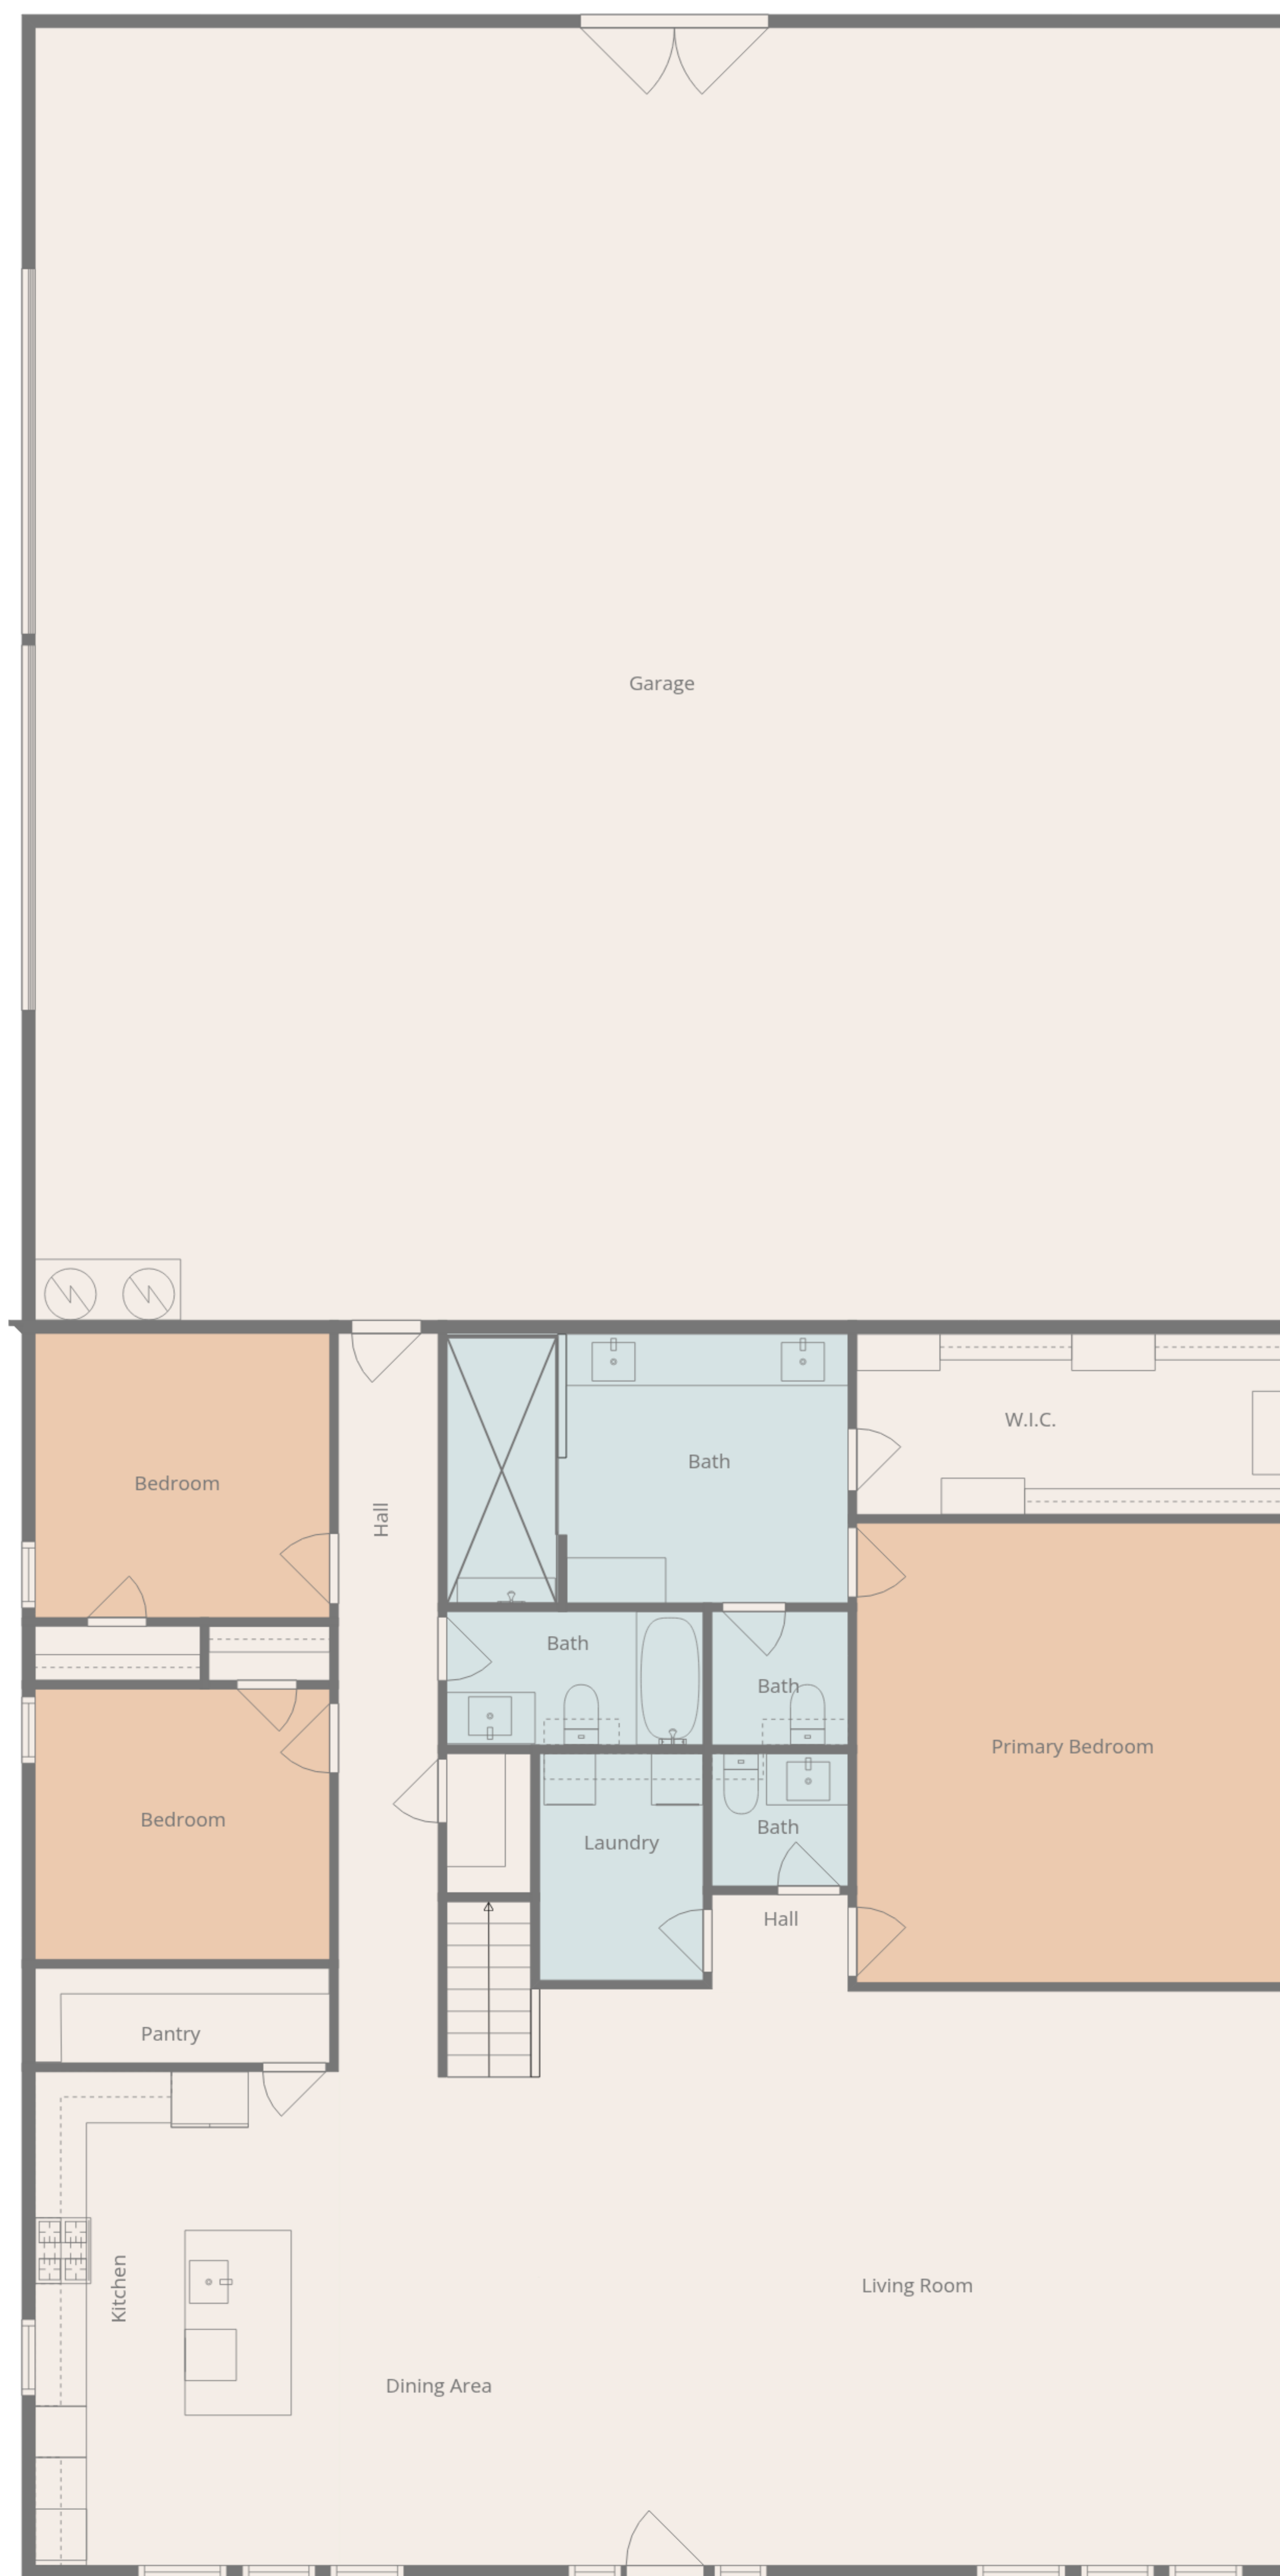 Garage
W.I.C.
Bath
Bedroom
Hall
Bath
Bath
Primary Bedroom
Bedroom
Bath
Laundry
Hall
Pantry
Kitchen
Living Room
Dining Area